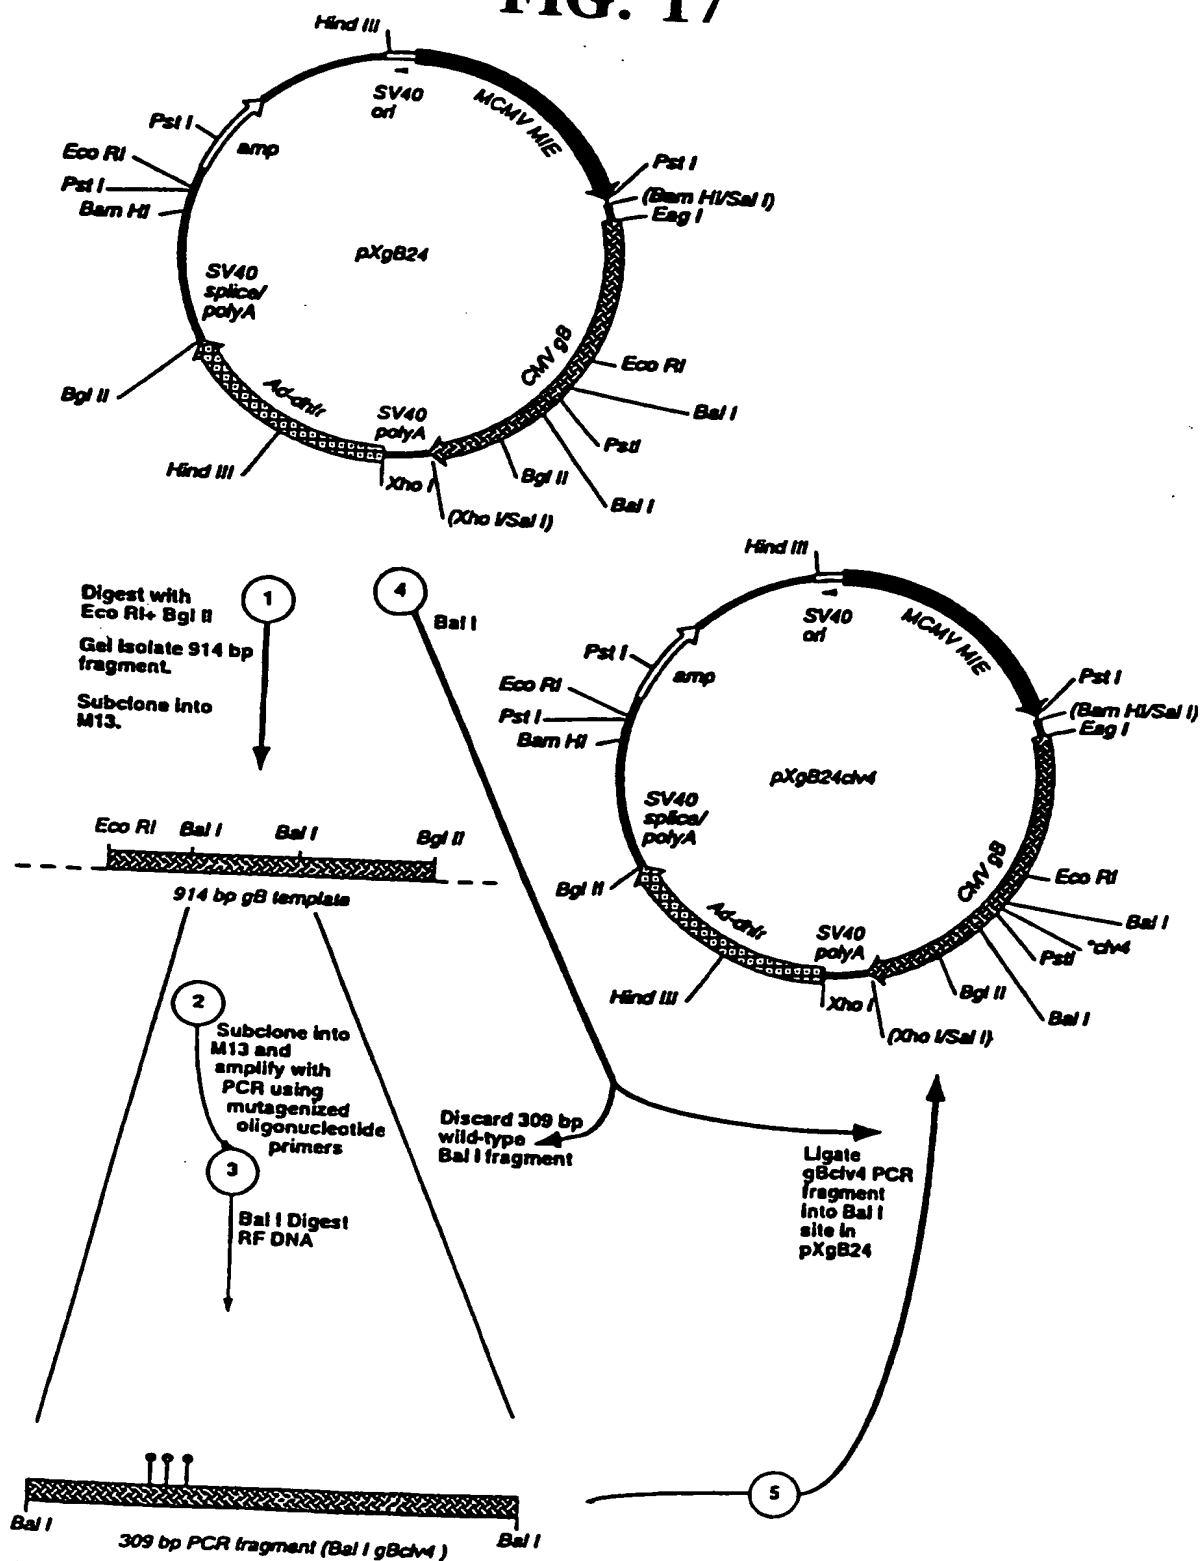 FIG. 17
Hind III
SV40
ori
MCMV MIE
Pst I
amp
Eco RI
Pst I
Bam HI
Pst I
(Bam HI/Sal I)
Eag I
pXgB24
SV40
splice/
polyA
CMV gB
Eco RI
Bal I
Pst I
Bgl II
Ad-dhfr
SV40
polyA
Hind III
Xho I
Bgl II
Bal I
(Xho I/Sal I)
Digest with
Eco RI+ Bgl II
Gel Isolate 914 bp
fragment.
Subclone into
M13.
1
4
Bal I
Hind III
SV40
ori
MCMV MIE
Pst I
amp
Eco RI
Pst I
Bam HI
Pst I
(Bam HI/Sal I)
Eag I
pXgB24clv4
SV40
splice/
polyA
CMV gB
Eco RI
Bal I
*clv4
PstI
Bgl II
Ad-dhfr
SV40
polyA
Hind III
Xho I
Bgl II
Bal I
(Xho I/Sal I)
Eco RI
Bal I
Bal I
Bgl II
914 bp gB template
2
Subclone into
M13 and
amplify with
PCR using
mutagenized
oligonucleotide
primers
3
Bal I Digest
RF DNA
Discard 309 bp
wild-type
Bal I fragment
Ligate
gBclv4 PCR
fragment
into Bal I
site in
pXgB24
5
Bal I
309 bp PCR fragment (Bal I gBclv4 )
Bal I